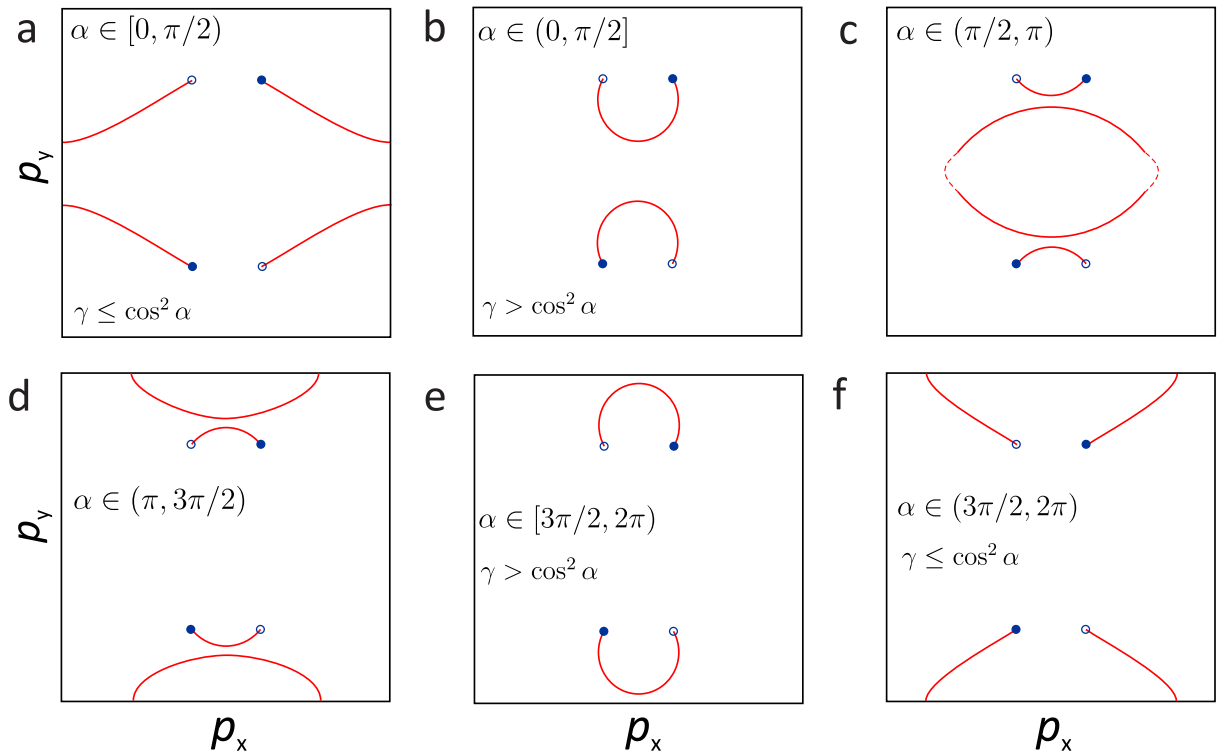 a
α ∈ [0, π/2)
γ ≤ cos² α
b
α ∈ (0, π/2]
γ > cos² α
c
α ∈ (π/2, π)
p_y
d
α ∈ (π, 3π/2)
e
α ∈ [3π/2, 2π)
γ > cos² α
f
α ∈ (3π/2, 2π)
γ ≤ cos² α
p_y
p_x
p_x